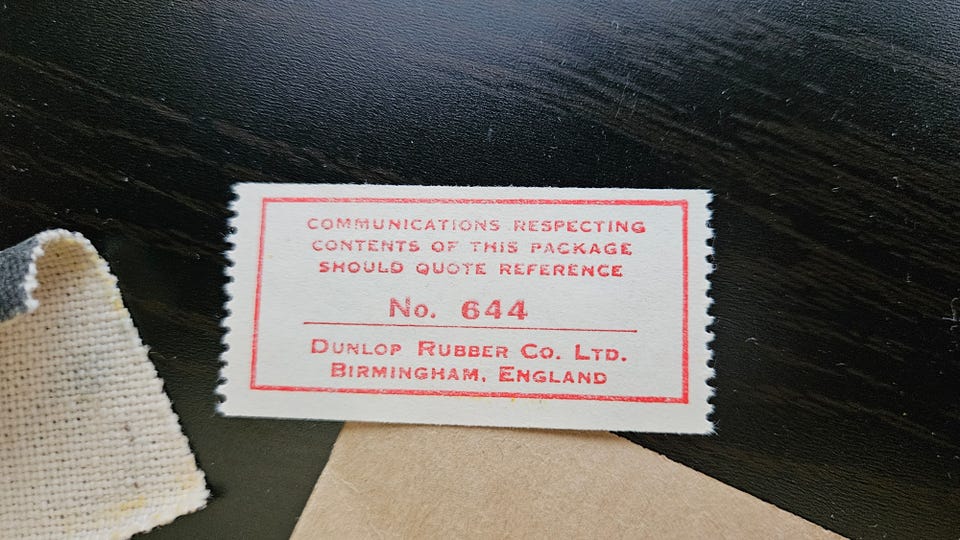 COMMUNICATIONS RESPECTING
CONTENTS OF THIS PACKAGE
SHOULD QUOTE REFERENCE
No. 644
DUNLOP RUBBER CO. LTD.
BIRMINGHAM, ENGLAND